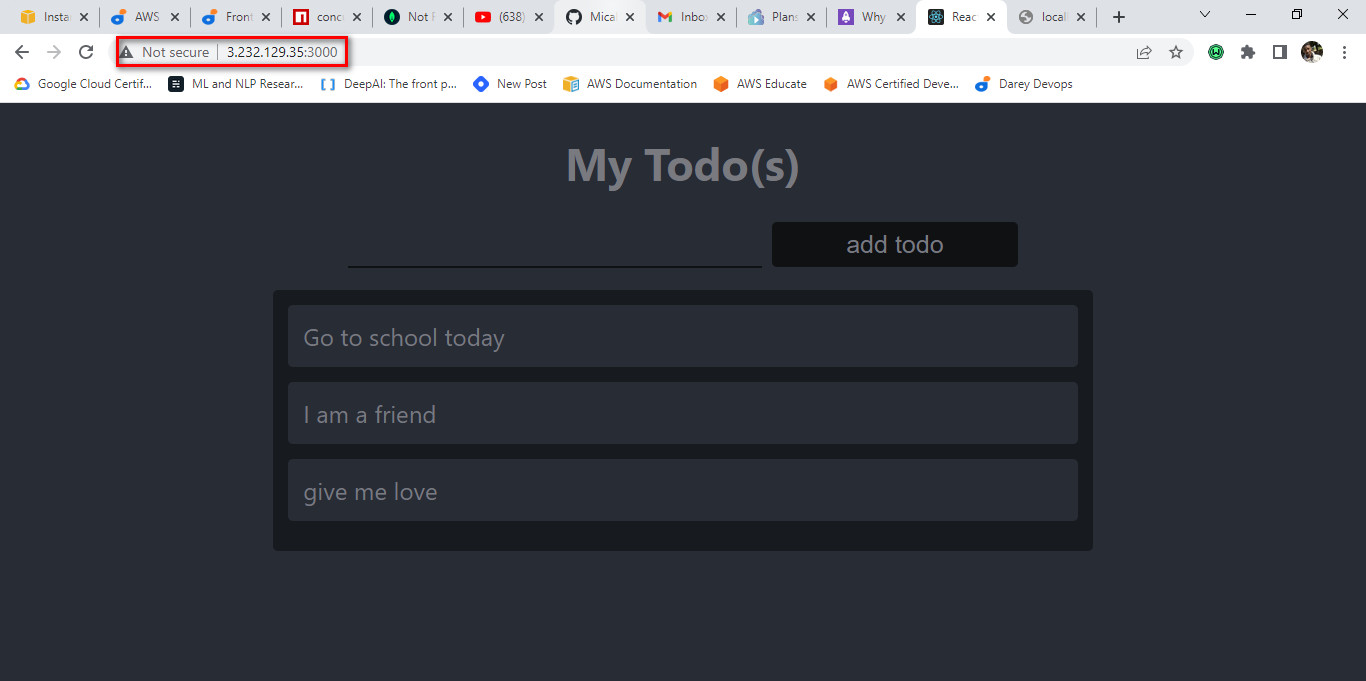 Insta
AWS
Front
conc
Not F
(638)
Mical
Inbox
Plans
Why
Reac
local
Not secure
3.232.129.35:3000
Google Cloud Certif...
ML and NLP Resear...
DeepAI: The front p...
New Post
AWS Documentation
AWS Educate
AWS Certified Deve...
Darey Devops
My Todo(s)
add todo
Go to school today
I am a friend
give me love